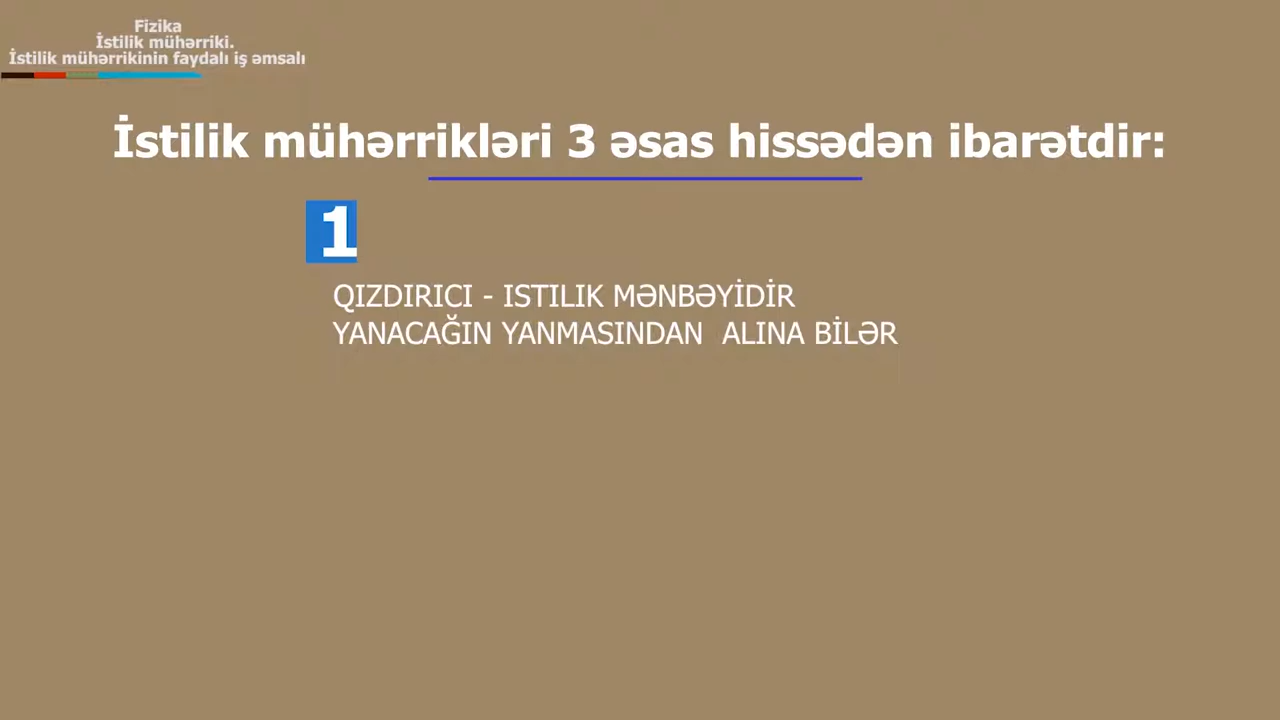 Fizika
İstilik mühərriki.
İstilik mühərrikinin faydalı iş əmsalı
İstilik mühərrikləri 3 əsas hissədən ibarətdir:
1
QIZDIRICI - ISTILIK MƏNBƏYİDİR
YANACAĞIN YANMASINDAN  ALINA BİLƏR